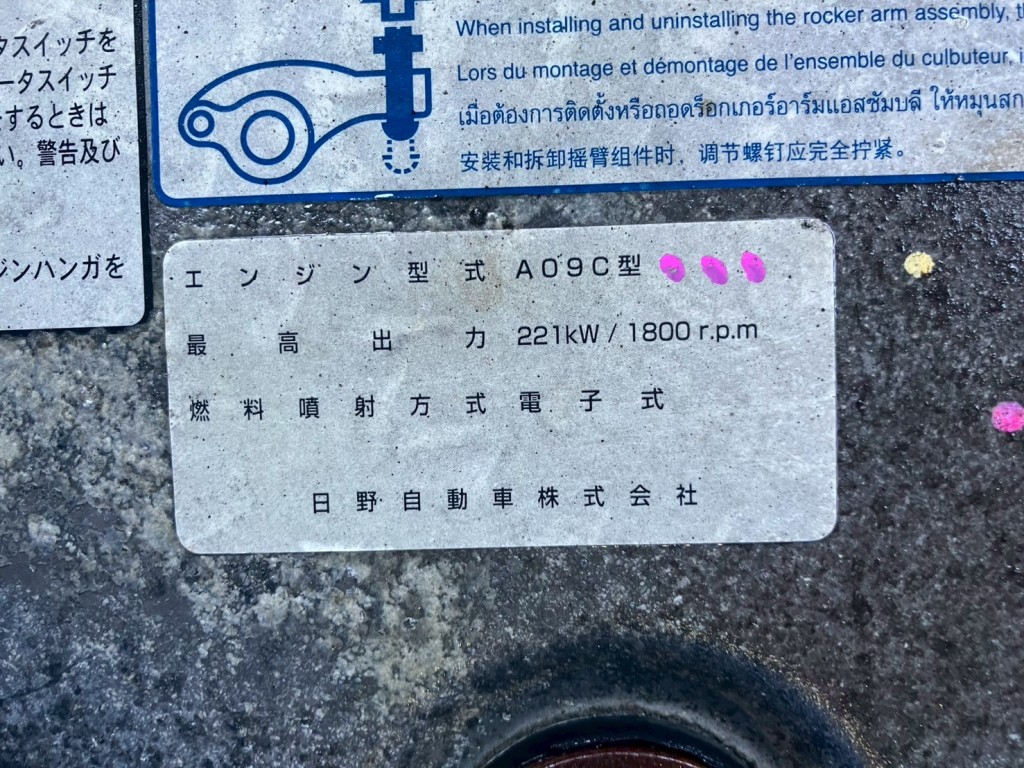 タスイッチを
ータスイッチ
するときは
い。警告及び
ジンハンガを
When installing and uninstalling the rocker arm assembly,
Lors du montage et démontage de l'ensemble du culbuteur,
เมื่อต้องการติดตั้งหรือถอดร็อกเกอร์อาร์มแอสซัมบลี ให้หมุนสก
安装和拆卸摇臂组件时，调节螺钉应完全拧紧。
エンジン型式 A09C型
最高出力 221kW / 1800 r.p.m
燃料噴射方式 電子式
日野自動車株式会社